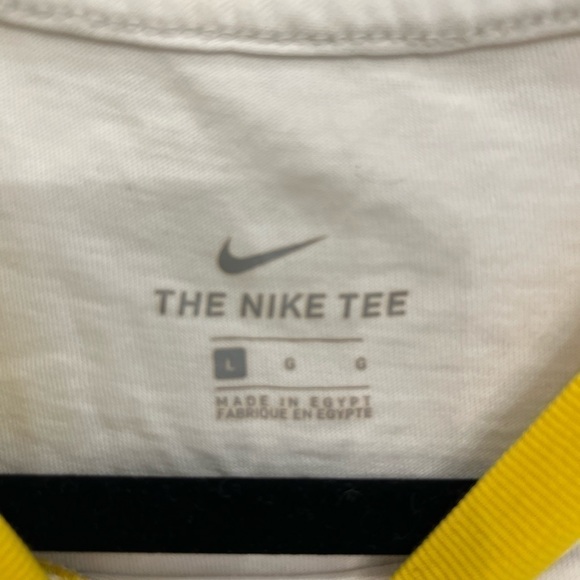 THE NIKE TEE
L G G
MADE IN EGYPT
FABRIQUE EN EGYPTE